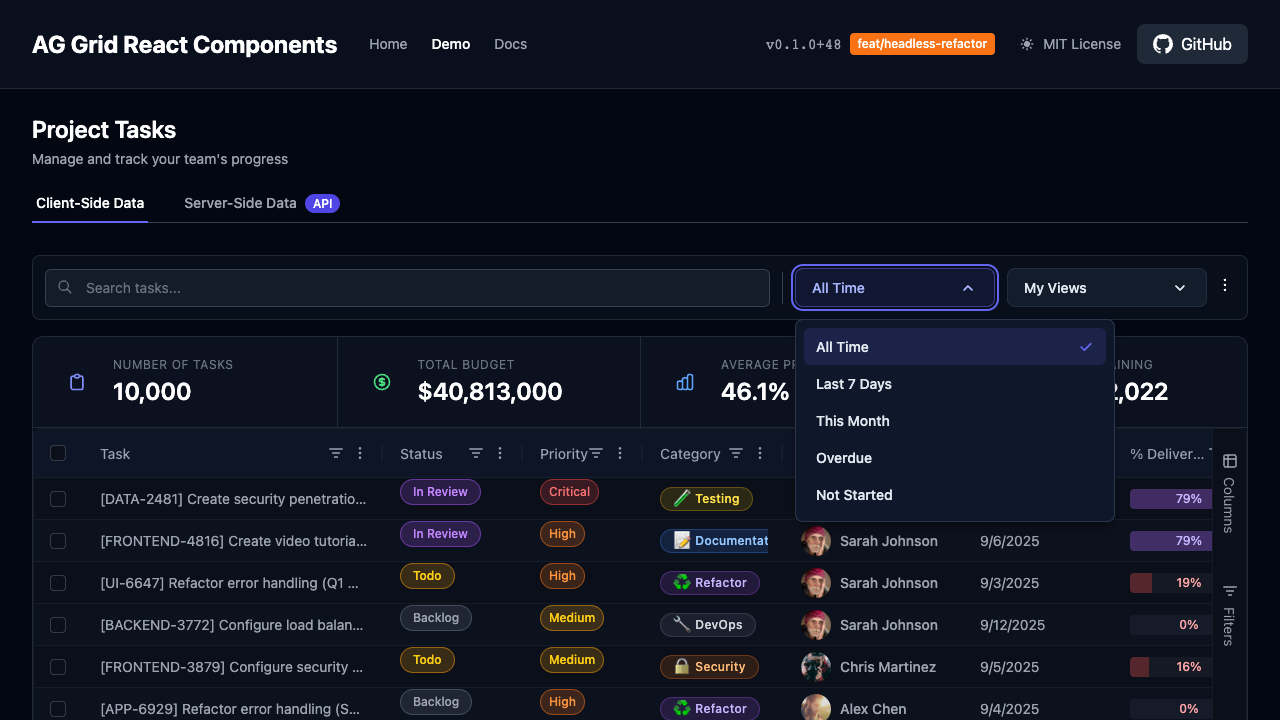 AG Grid React Components Home Demo Docs v0.1.0+48 feat/headless-refactor MIT License GitHub
Project Tasks
Manage and track your team's progress
Client-Side Data Server-Side Data API
Search tasks... All Time My Views
All Time
Last 7 Days
This Month
Overdue
Not Started
NUMBER OF TASKS TOTAL BUDGET AVERAGE
10,000 $40,813,000 46.1%
Task Status Priority Category % Deliver...
[DATA-2481] Create security penetratio... In Review Critical Testing 79%
[FRONTEND-4816] Create video tutoria... In Review High Documentat Sarah Johnson 9/6/2025 79%
[UI-6647] Refactor error handling (Q1 ... Todo High Refactor Sarah Johnson 9/3/2025 19%
[BACKEND-3772] Configure load balan... Backlog Medium DevOps Sarah Johnson 9/12/2025 0%
[FRONTEND-3879] Configure security ... Todo Medium Security Chris Martinez 9/5/2025 16%
[APP-6929] Refactor error handling (S... Backlog High Refactor Alex Chen 9/4/2025 0%
Columns
Filters